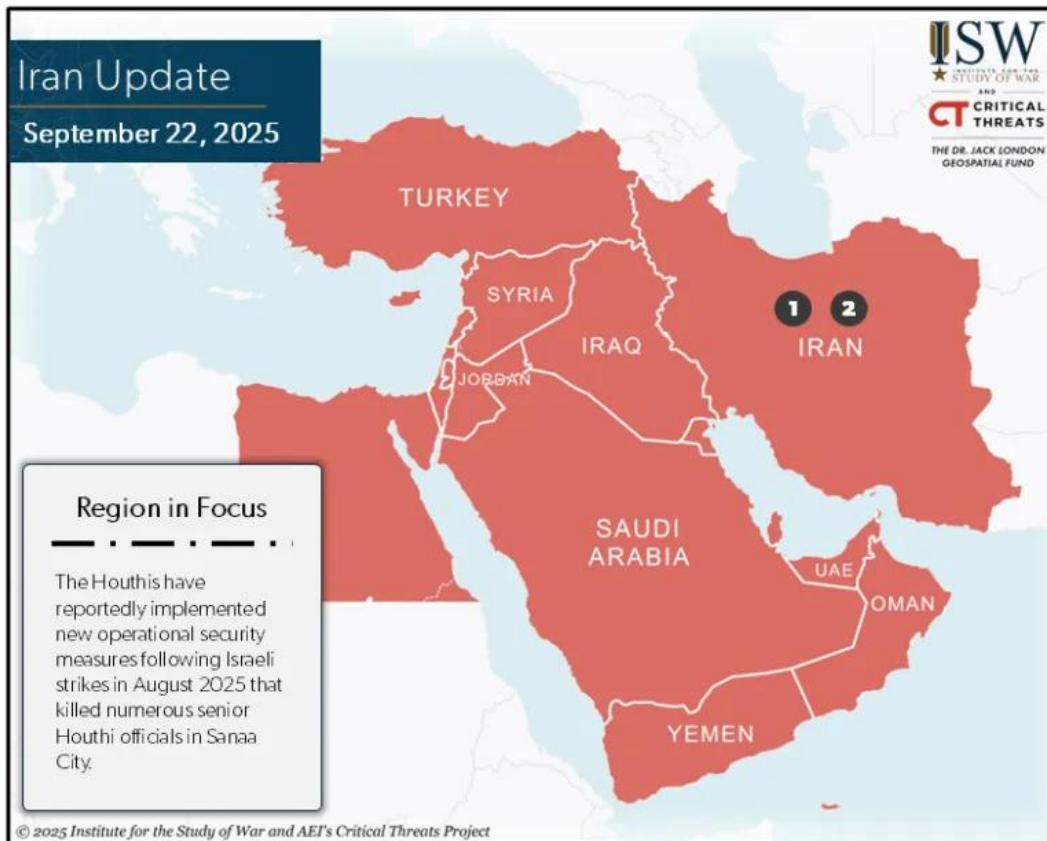 Iran Update
September 22, 2025
ISW
INSTITUTE FOR THE
STUDY OF WAR
AND
CT CRITICAL
THREATS
THE DR. JACK LONDON
GEOSPATIAL FUND
TURKEY
SYRIA
1 2
IRAQ
IRAN
JORDAN
SAUDI
ARABIA
UAE
OMAN
YEMEN
Region in Focus
The Houthis have
reportedly implemented
new operational security
measures following Israeli
strikes in August 2025 that
killed numerous senior
Houthi officials in Sanaa
City.
© 2025 Institute for the Study of War and AEI's Critical Threats Project